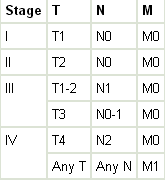 Stage T N M
I T1 N0 M0
II T2 N0 M0
III T1-2 N1 M0
T3 N0-1 M0
IV T4 N2 M0
Any T Any N M1